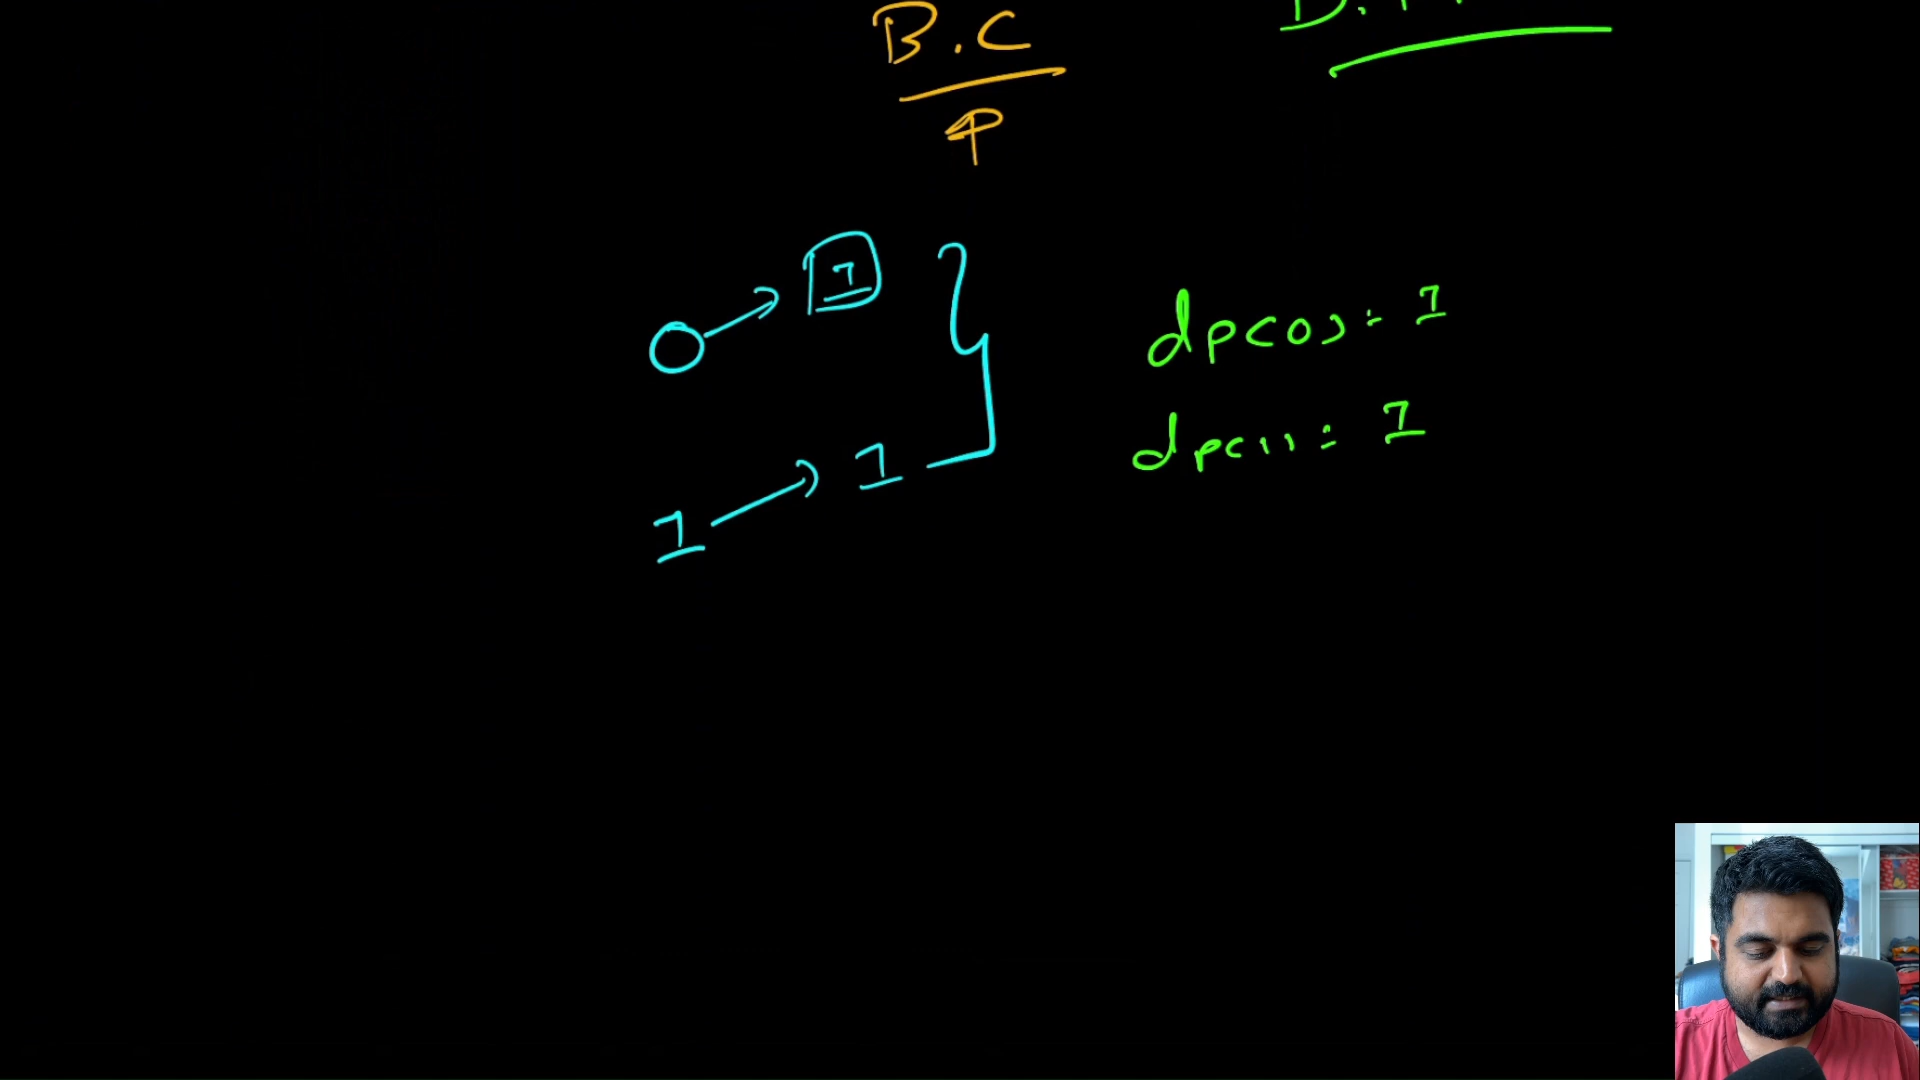 B.C
0 → 1
dp(0) = 1
1 → 1
dp(1) = 1